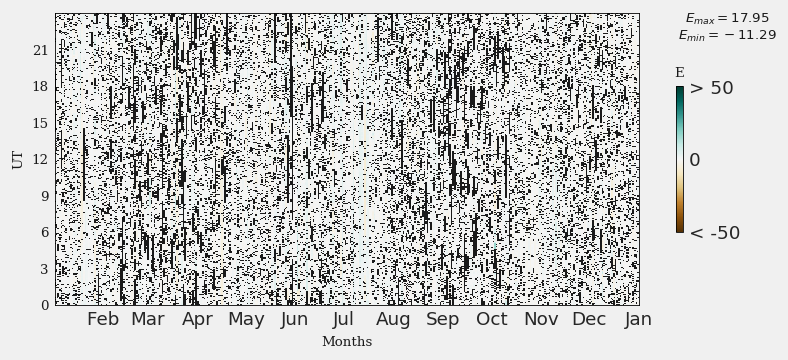 E_max = 17.95
E_min = −11.29
E
> 50
0
< -50
UT
21
18
15
12
9
6
3
0
Feb Mar Apr May Jun Jul Aug Sep Oct Nov Dec Jan
Months